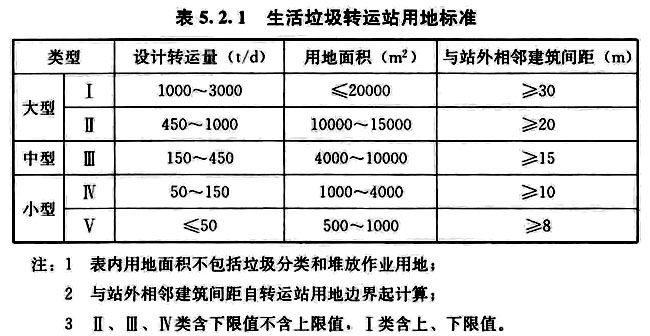 表 5.2.1 生活垃圾转运站用地标准
类型 设计转运量（t/d） 用地面积（m²） 与站外相邻建筑间距（m）
大型 Ⅰ 1000～3000 ≤20000 ≥30
Ⅱ 450～1000 10000～15000 ≥20
中型 Ⅲ 150～450 4000～10000 ≥15
小型 Ⅳ 50～150 1000～4000 ≥10
Ⅴ ≤50 500～1000 ≥8
注：1 表内用地面积不包括垃圾分类和堆放作业用地；
2 与站外相邻建筑间距自转运站用地边界起计算；
3 Ⅱ、Ⅲ、Ⅳ类含下限值不含上限值，Ⅰ类含上、下限值。